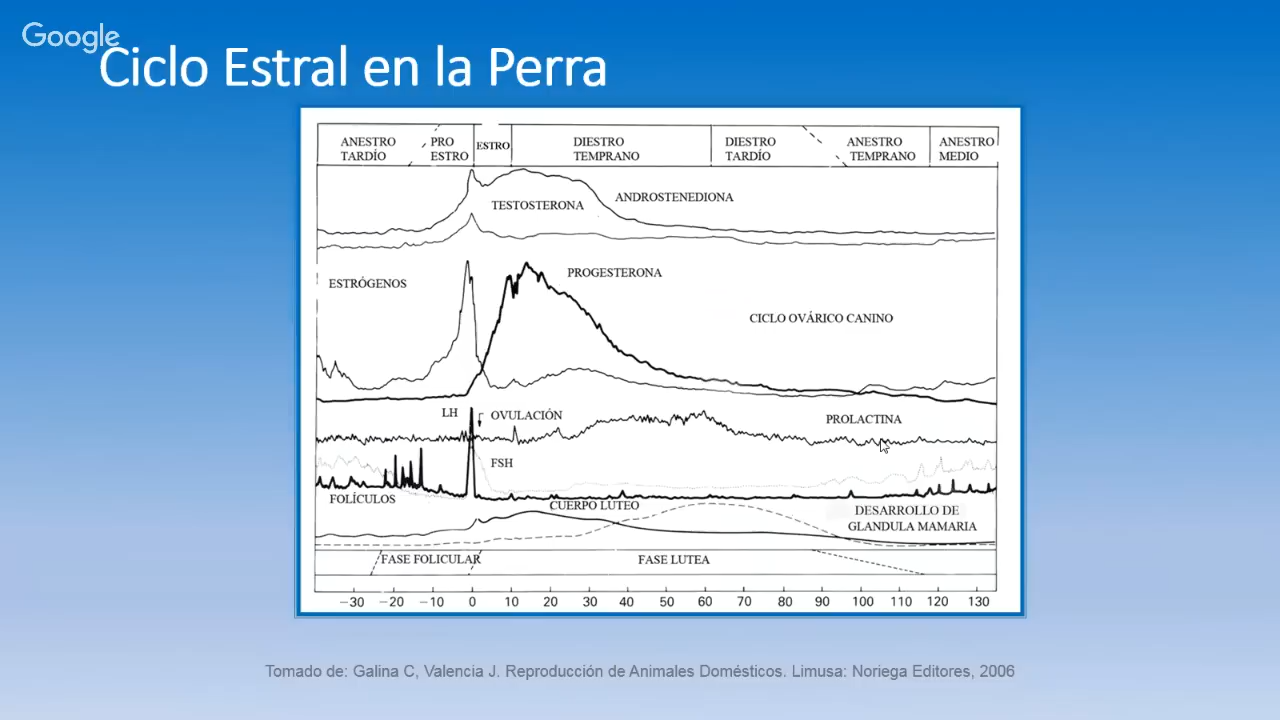 Google
Ciclo Estral en la Perra
ANESTRO TARDÍO
PRO ESTRO
ESTRO
DIESTRO TEMPRANO
DIESTRO TARDÍO
ANESTRO TEMPRANO
ANESTRO MEDIO
ANDROSTENEDIONA
TESTOSTERONA
PROGESTERONA
ESTRÓGENOS
CICLO OVÁRICO CANINO
LH
OVULACIÓN
PROLACTINA
FSH
FOLÍCULOS
CUERPO LUTEO
DESARROLLO DE
GLANDULA MAMARIA
FASE FOLICULAR
FASE LUTEA
−30 −20 −10 0 10 20 30 40 50 60 70 80 90 100 110 120 130
Tomado de: Galina C, Valencia J. Reproducción de Animales Domésticos. Limusa: Noriega Editores, 2006